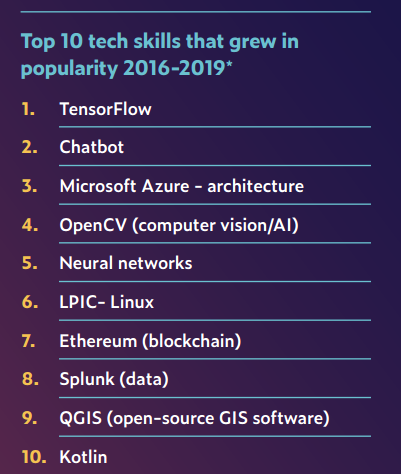 Top 10 tech skills that grew in
popularity 2016-2019*
1. TensorFlow
2. Chatbot
3. Microsoft Azure - architecture
4. OpenCV (computer vision/AI)
5. Neural networks
6. LPIC- Linux
7. Ethereum (blockchain)
8. Splunk (data)
9. QGIS (open-source GIS software)
10. Kotlin